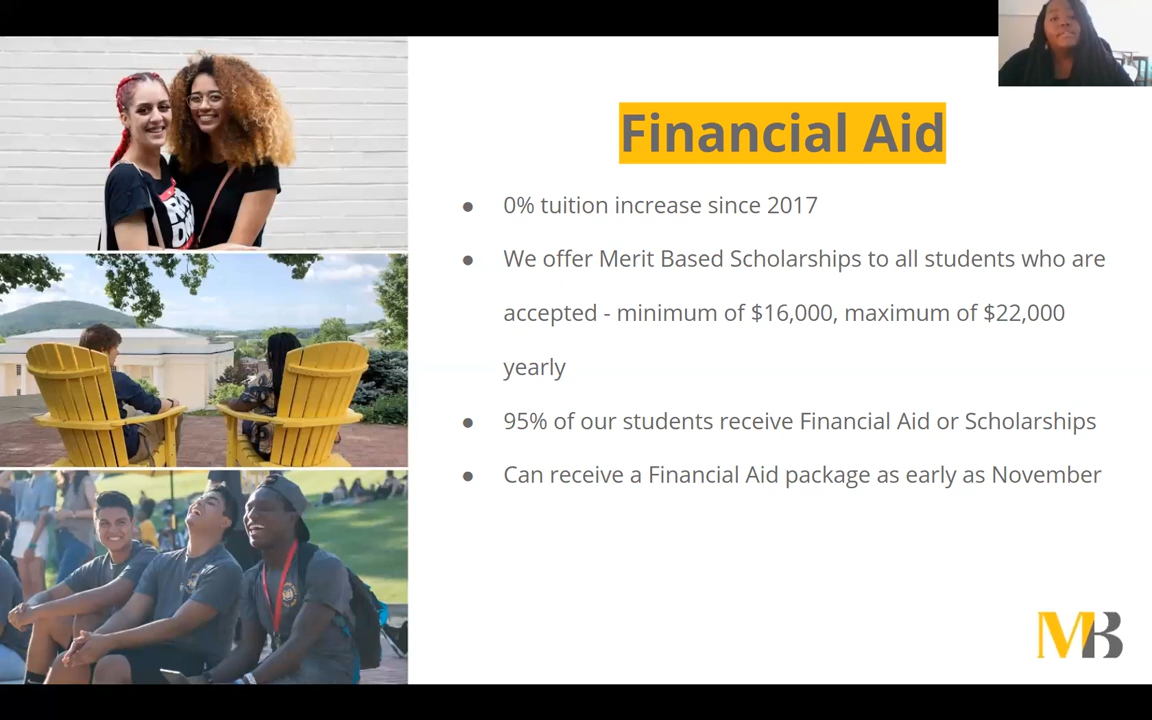 Financial Aid
● 0% tuition increase since 2017
● We offer Merit Based Scholarships to all students who are
accepted - minimum of $16,000, maximum of $22,000
yearly
● 95% of our students receive Financial Aid or Scholarships
● Can receive a Financial Aid package as early as November
MB